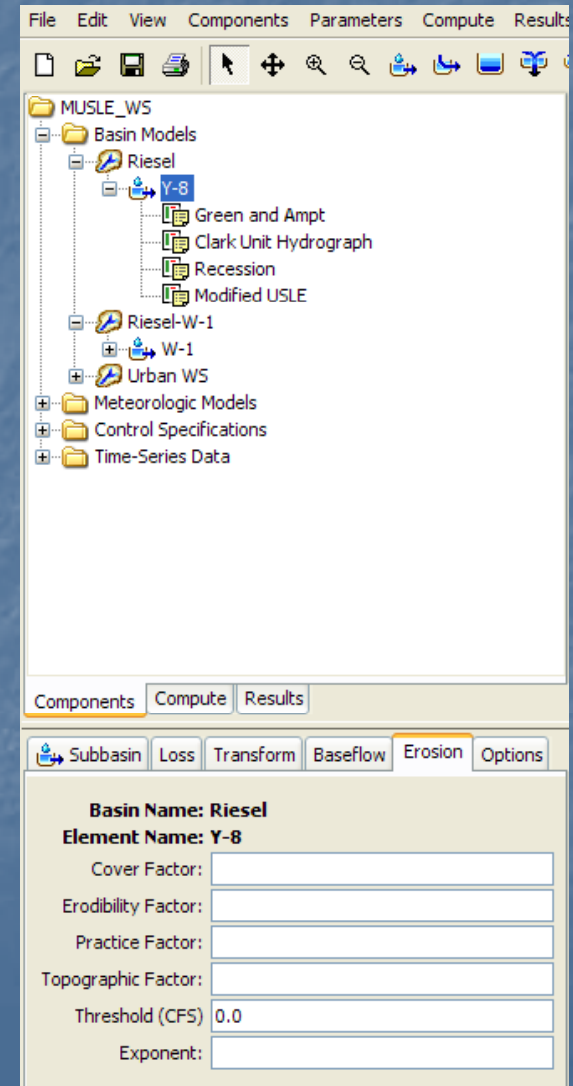 File Edit View Components Parameters Compute Results
MUSLE_WS
Basin Models
Riesel
Y-8
Green and Ampt
Clark Unit Hydrograph
Recession
Modified USLE
Riesel-W-1
W-1
Urban WS
Meteorologic Models
Control Specifications
Time-Series Data
Components Compute Results
Subbasin Loss Transform Baseflow Erosion Options
Basin Name: Riesel
Element Name: Y-8
Cover Factor:
Erodibility Factor:
Practice Factor:
Topographic Factor:
Threshold (CFS) 0.0
Exponent: